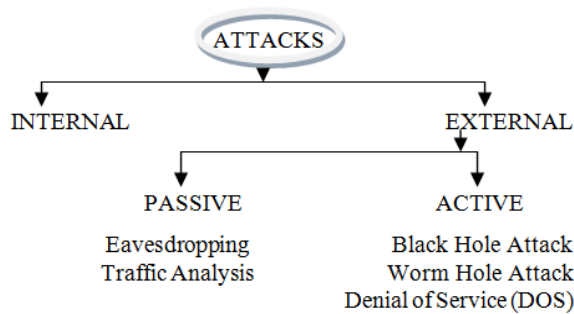 ATTACKS
INTERNAL
EXTERNAL
PASSIVE
Eavesdropping
Traffic Analysis
ACTIVE
Black Hole Attack
Worm Hole Attack
Denial of Service (DOS)